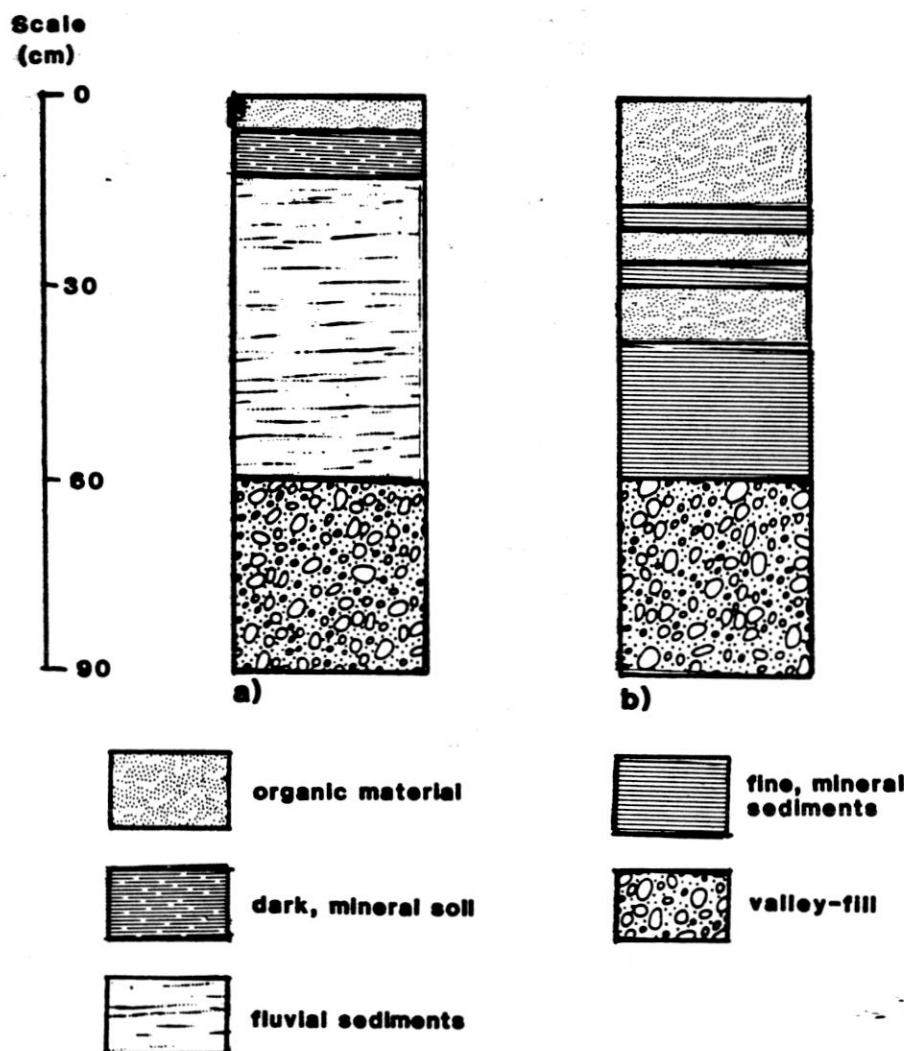 Scale
(cm)
0
30
60
90
a)
b)
organic material
fine, mineral
sediments
dark, mineral soil
valley-fill
fluvial sediments